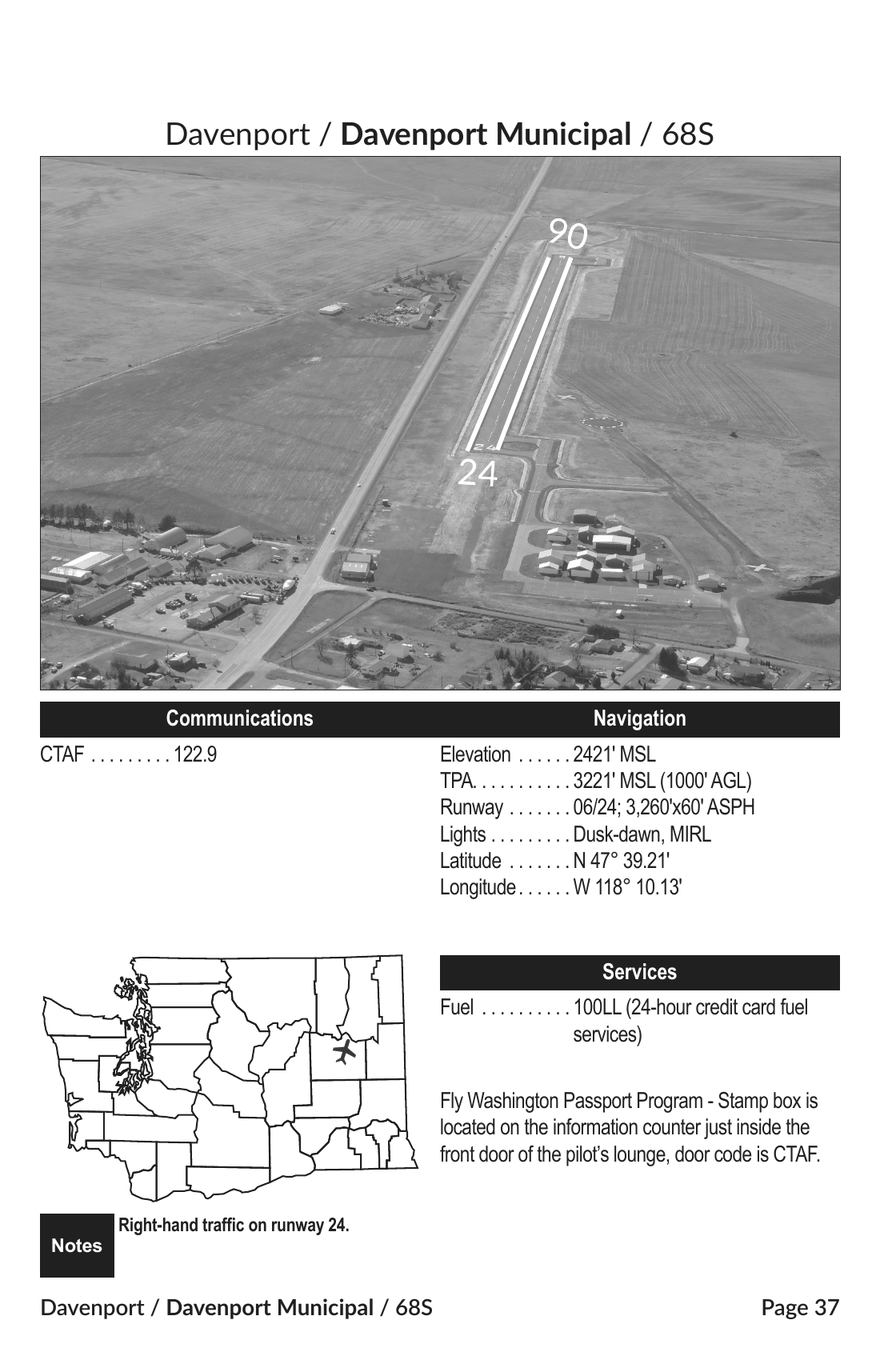 Davenport / Davenport Municipal / 68S
90
24
24
Communications
CTAF . . . . . . . . . 122.9
Navigation
Elevation . . . . . . 2421' MSL
TPA. . . . . . . . . . . 3221' MSL (1000' AGL)
Runway . . . . . . . 06/24; 3,260'x60' ASPH
Lights . . . . . . . . . Dusk-dawn, MIRL
Latitude . . . . . . . N 47° 39.21'
Longitude . . . . . . W 118° 10.13'
Services
Fuel . . . . . . . . . . 100LL (24-hour credit card fuel
services)
Fly Washington Passport Program - Stamp box is
located on the information counter just inside the
front door of the pilot’s lounge, door code is CTAF.
Notes
Right-hand traffic on runway 24.
Davenport / Davenport Municipal / 68S
Page 37